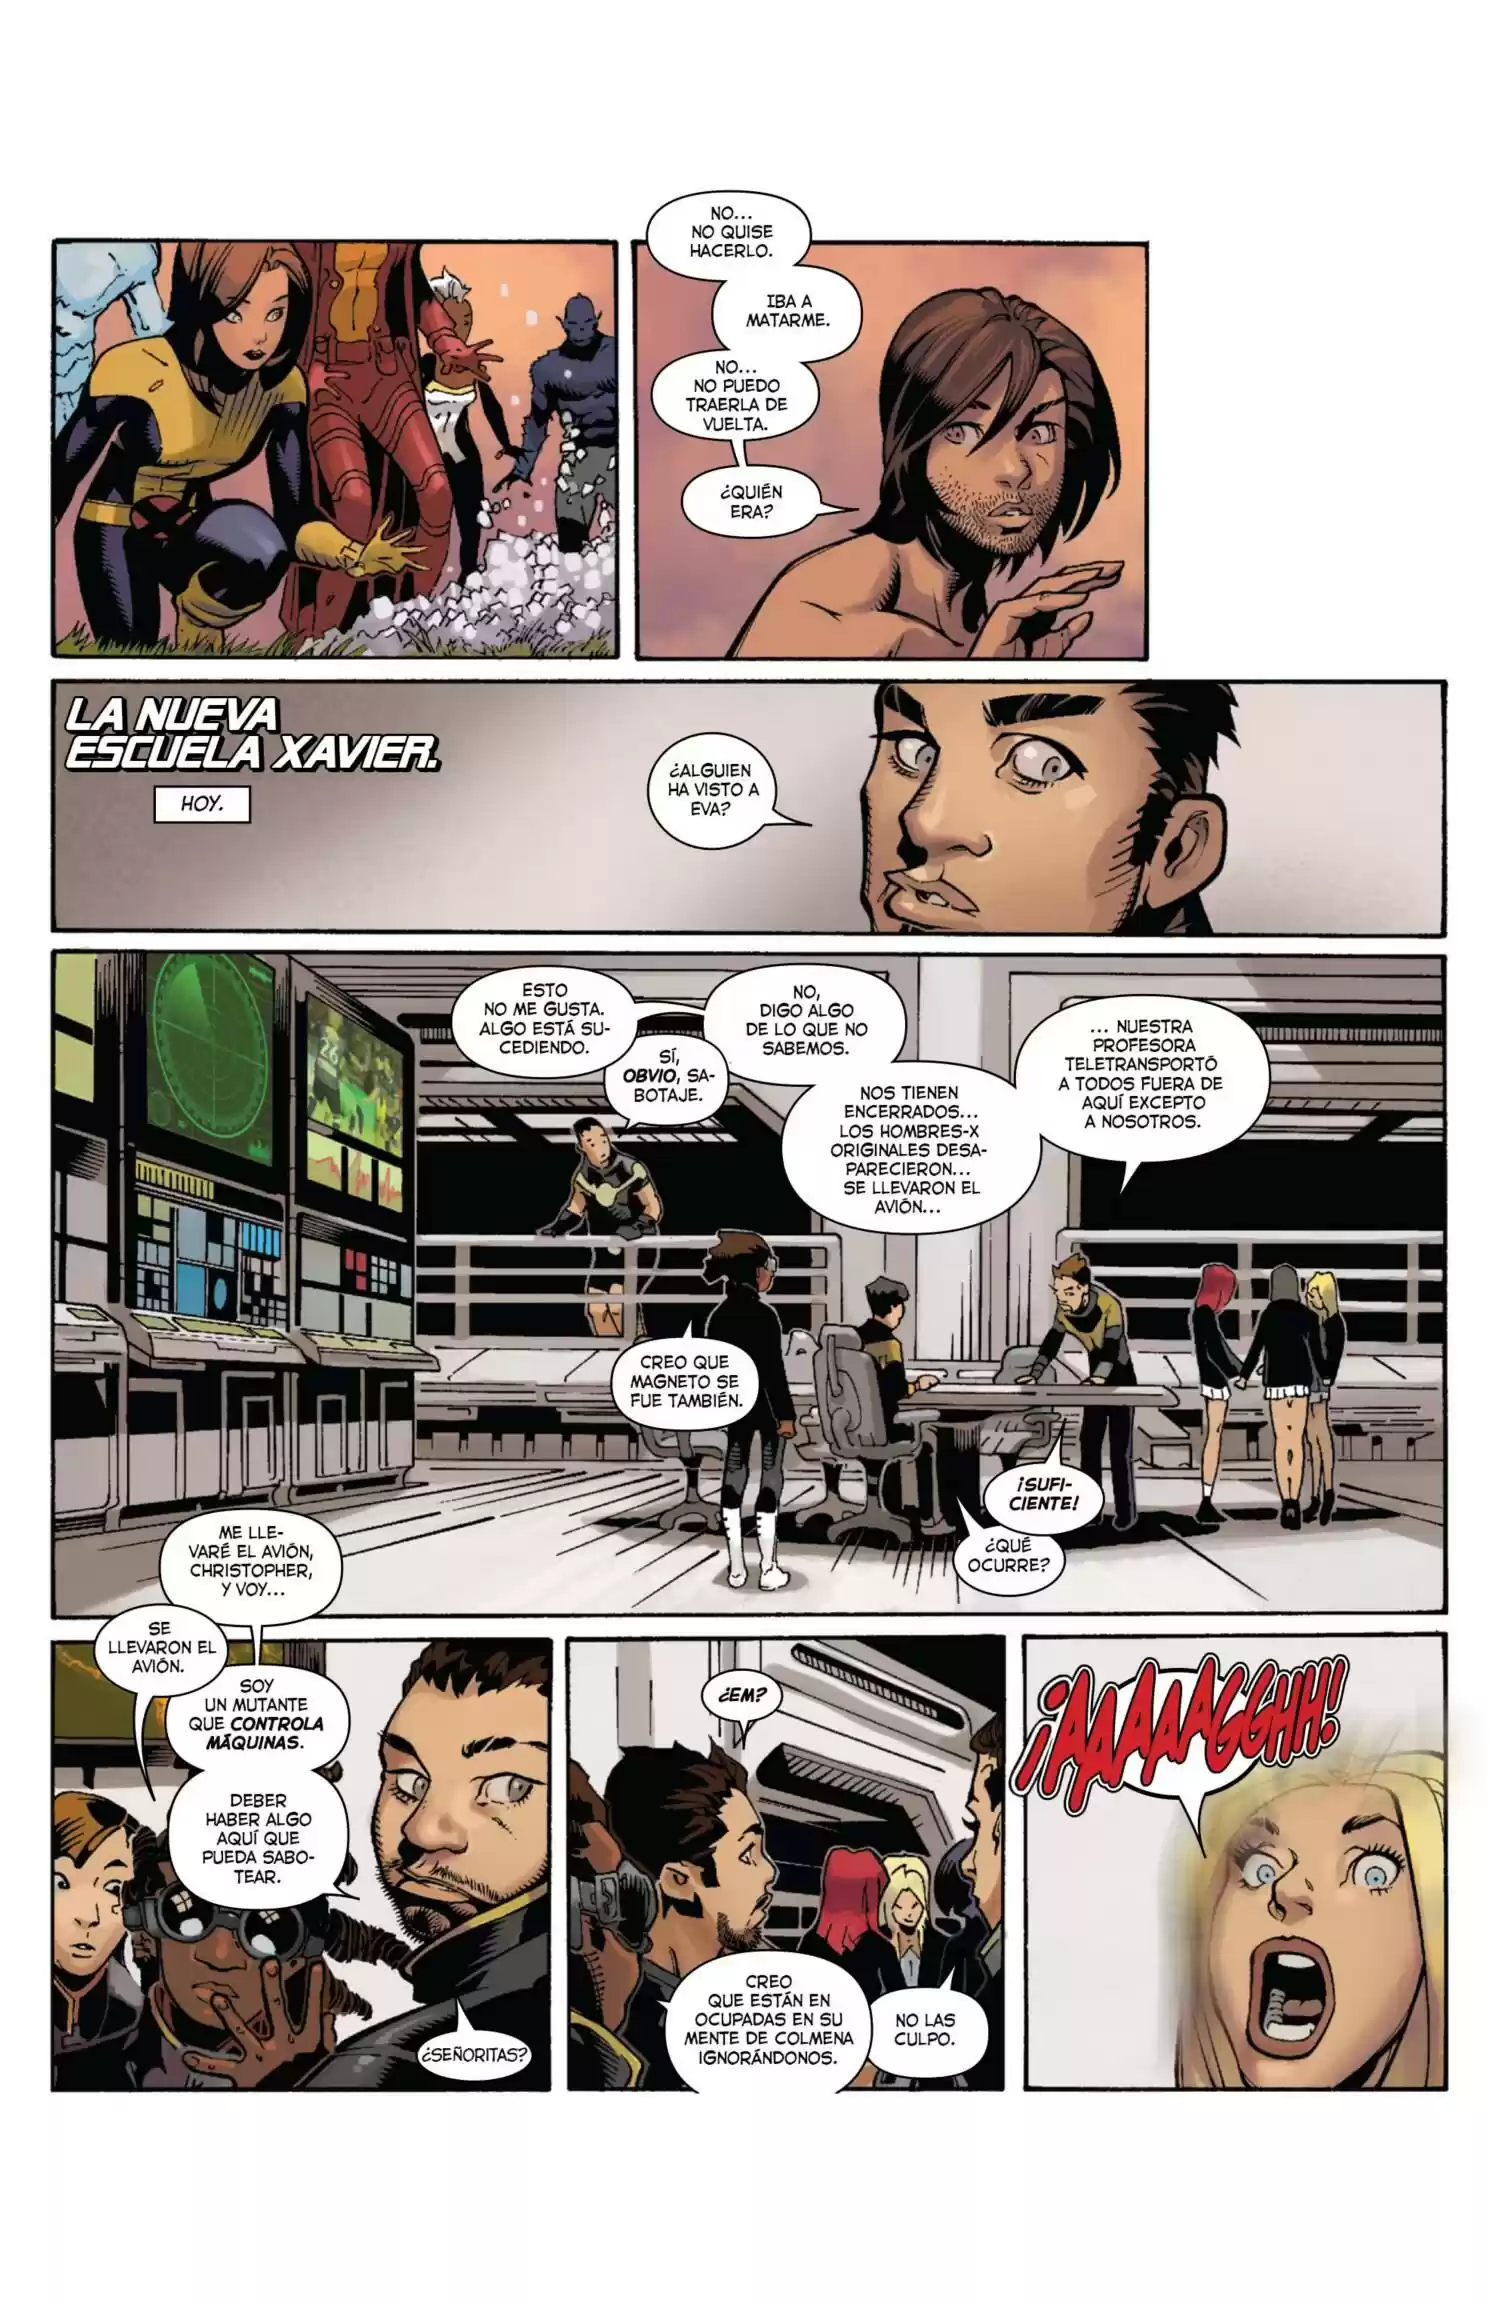 NO...
NO QUISE
HACERLO.
IBA A
MATARME.
NO...
NO PUEDO
TRAERLA DE
VUELTA.
¿QUIÉN
ERA?
LA NUEVA
ESCUELA XAVIER.
HOY.
¿ALGUIEN
HA VISTO A
EVA?
ESTO
NO ME GUSTA.
ALGO ESTÁ SU-
CEDIENDO.
SÍ,
OBVIO, SA-
BOTAJE.
NO,
DIGO ALGO
DE LO QUE NO
SABEMOS.
NOS TIENEN
ENCERRADOS...
LOS HOMBRES-X
ORIGINALES DESA-
PARECIERON...
SE LLEVARON EL
AVIÓN...
... NUESTRA
PROFESORA
TELETRANSPORTÓ
A TODOS FUERA DE
AQUÍ EXCEPTO
A NOSOTROS.
CREO QUE
MAGNETO SE
FUE TAMBIÉN.
¡SUFI-
CIENTE!
¿QUÉ
OCURRE?
ME LLE-
VARÉ EL AVIÓN,
CHRISTOPHER,
Y VOY...
SE
LLEVARON EL
AVIÓN.
SOY
UN MUTANTE
QUE CONTROLA
MÁQUINAS.
DEBER
HABER ALGO
AQUÍ QUE
PUEDA SABO-
TEAR.
¿SEÑORITAS?
¿EM?
CREO
QUE ESTÁN EN
OCUPADAS EN SU
MENTE DE COLMENA
IGNORÁNDONOS.
NO LAS
CULPO.
¡AAAAAGGHH!